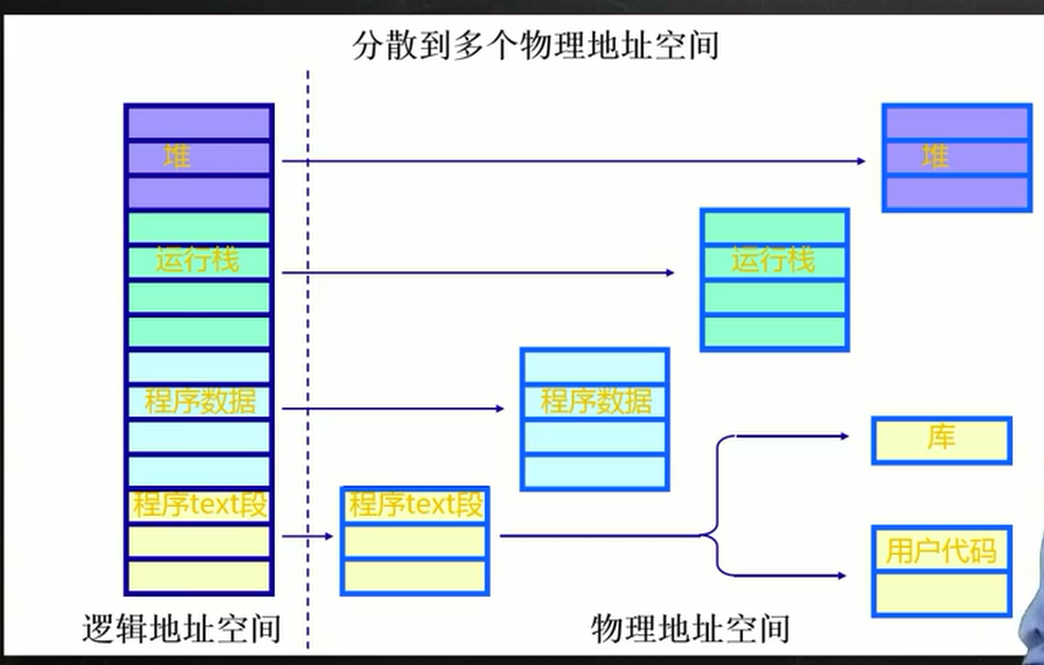 分散到多个物理地址空间
堆
堆
运行栈
运行栈
程序数据
程序数据
库
程序text段
程序text段
用户代码
逻辑地址空间
物理地址空间